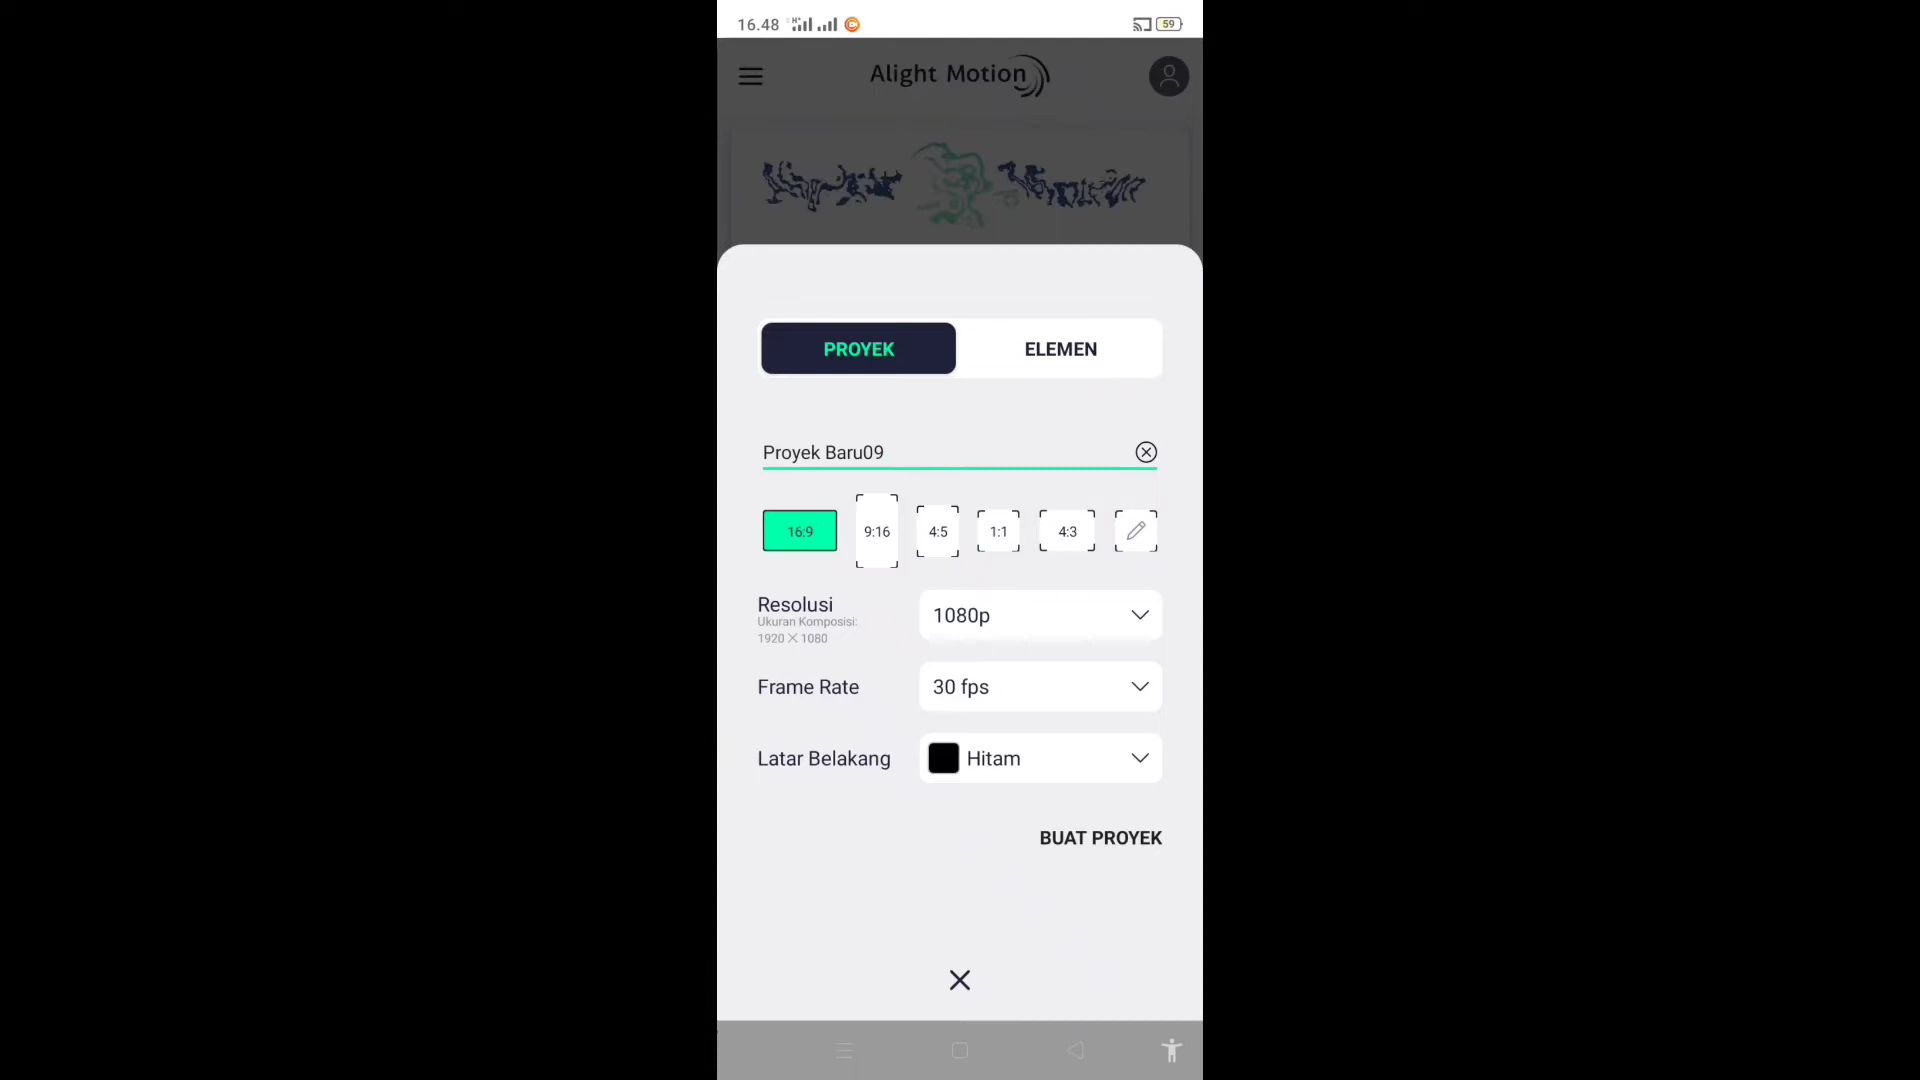 16.48 59
Alight Motion
PROYEK ELEMEN
Proyek Baru09
16:9 9:16 4:5 1:1 4:3
Resolusi 1080p
Ukuran Komposisi:
1920 × 1080
Frame Rate 30 fps
Latar Belakang Hitam
BUAT PROYEK